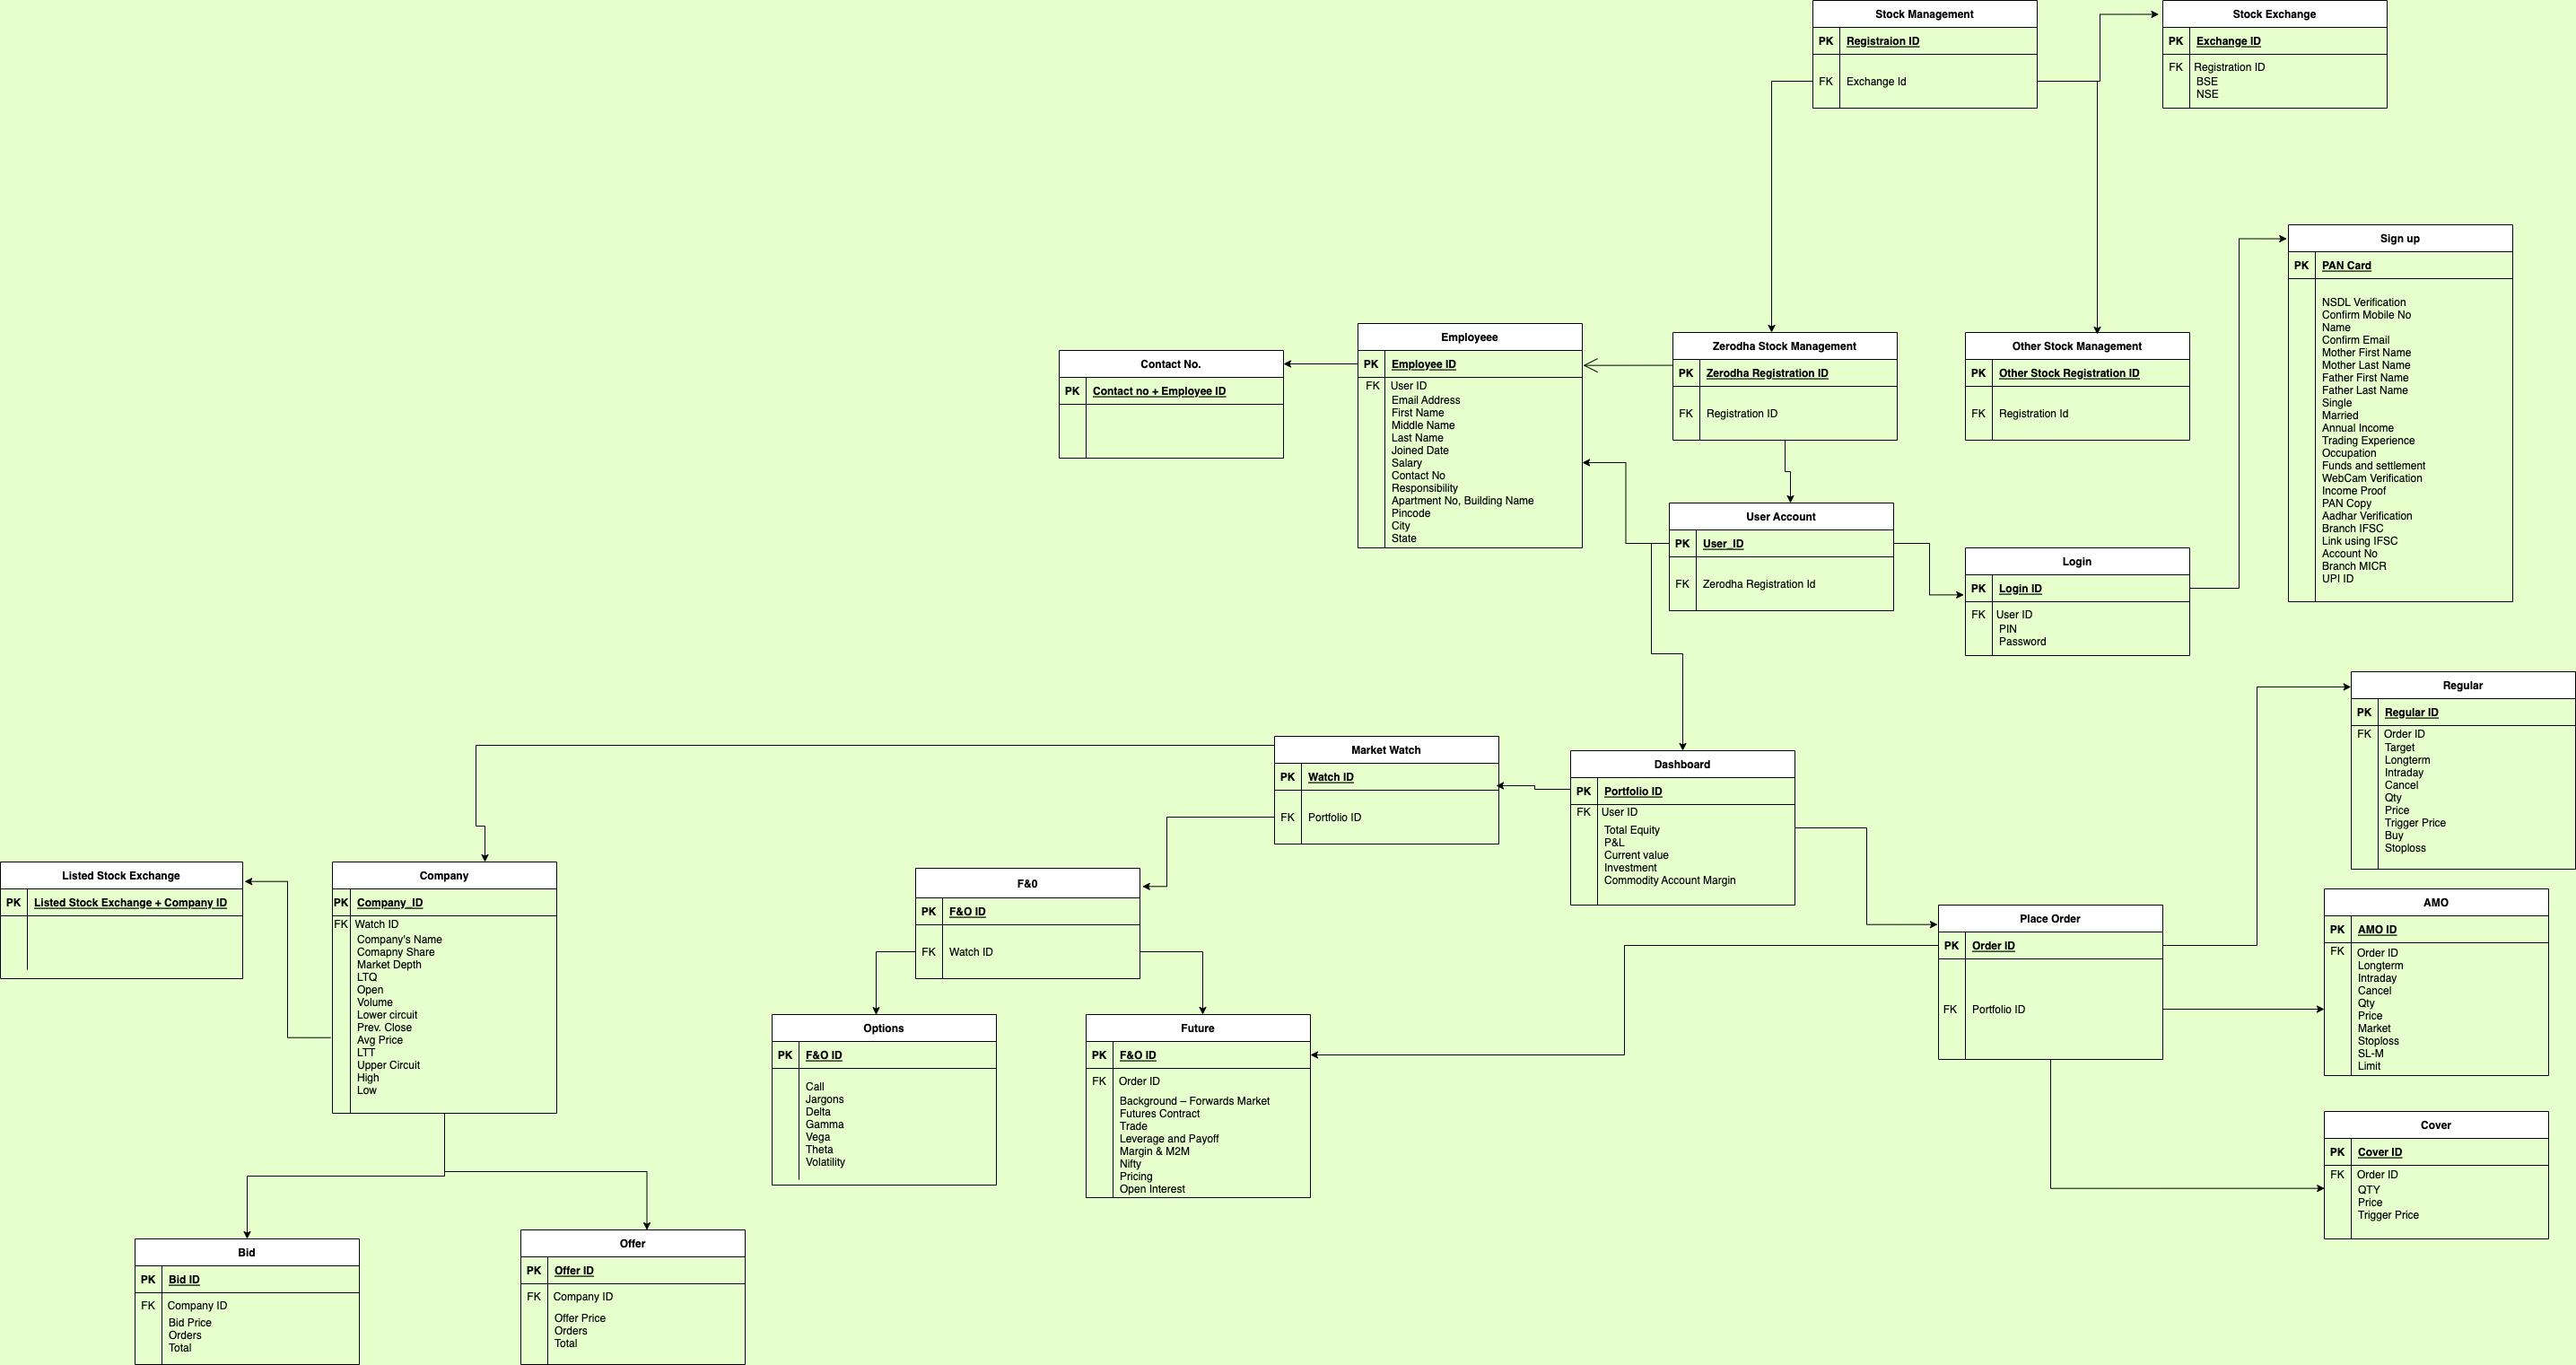 Stock Management
PK Registraion ID
FK Exchange Id
Stock Exchange
PK Exchange ID
FK Registration ID
BSE
NSE
Sign up
PK PAN Card
NSDL Verification
Confirm Mobile No
Name
Confirm Email
Mother First Name
Mother Last Name
Father First Name
Father Last Name
Single
Married
Annual Income
Trading Experience
Occupation
Funds and settlement
WebCam Verification
Income Proof
PAN Copy
Aadhar Verification
Branch IFSC
Link using IFSC
Account No
Branch MICR
UPI ID
Contact No.
PK Contact no + Employee ID
Employeee
PK Employee ID
FK User ID
Email Address
First Name
Middle Name
Last Name
Joined Date
Salary
Contact No
Responsibility
Apartment No, Building Name
Pincode
City
State
Zerodha Stock Management
PK Zerodha Registration ID
FK Registration ID
Other Stock Management
PK Other Stock Registration ID
FK Registration Id
User Account
PK User_ID
FK Zerodha Registration Id
Login
PK Login ID
FK User ID
PIN
Password
Regular
PK Regular ID
FK Order ID
Target
Longterm
Intraday
Cancel
Qty
Price
Trigger Price
Buy
Stoploss
Market Watch
PK Watch ID
FK Portfolio ID
Dashboard
PK Portfolio ID
FK User ID
Total Equity
P&L
Current value
Investment
Commodity Account Margin
Listed Stock Exchange
PK Listed Stock Exchange + Company ID
Company
PK Company_ID
FK Watch ID
Company's Name
Comapny Share
Market Depth
LTQ
Open
Volume
Lower circuit
Prev. Close
Avg Price
LTT
Upper Circuit
High
Low
F&0
PK F&O ID
FK Watch ID
Place Order
PK Order ID
FK Portfolio ID
AMO
PK AMO ID
FK Order ID
Longterm
Intraday
Cancel
Qty
Price
Market
Stoploss
SL-M
Limit
Options
PK F&O ID
Call
Jargons
Delta
Gamma
Vega
Theta
Volatility
Future
PK F&O ID
FK Order ID
Background – Forwards Market
Futures Contract
Trade
Leverage and Payoff
Margin & M2M
Nifty
Pricing
Open Interest
Cover
PK Cover ID
FK Order ID
QTY
Price
Trigger Price
Bid
PK Bid ID
FK Company ID
Bid Price
Orders
Total
Offer
PK Offer ID
FK Company ID
Offer Price
Orders
Total